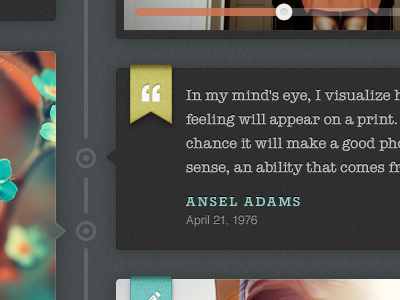 “
In my mind's eye, I visualize h
feeling will appear on a print.
chance it will make a good pho
sense, an ability that comes fr
ANSEL ADAMS
April 21, 1976